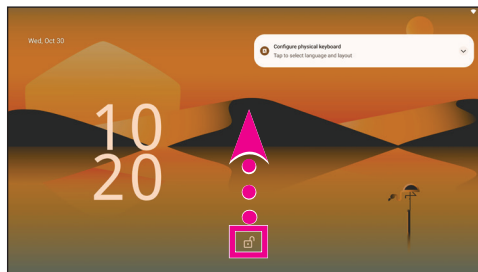 Wed, Oct 30
Configure physical keyboard
Tap to select language and layout
10
20